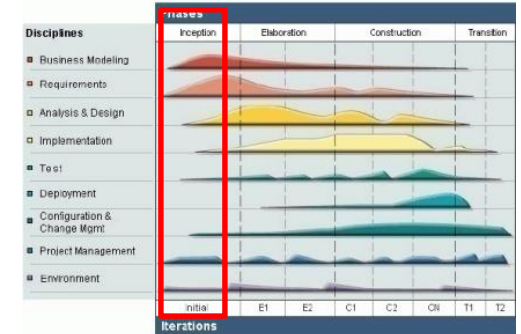 Phases
Disciplines
Inception Elaboration Construction Transition
Business Modeling
Requirements
Analysis & Design
Implementation
Test
Deployment
Configuration &
Change Mgmt
Project Management
Environment
Initial E1 E2 C1 C2 CN T1 T2
Iterations